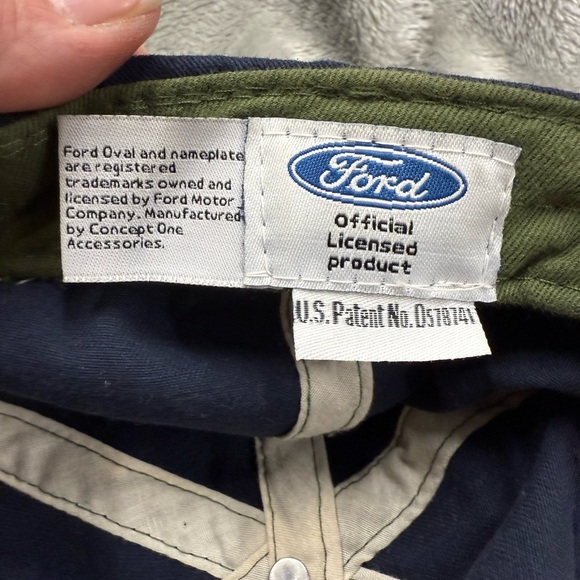 Ford Oval and nameplate
are registered
trademarks owned and
licensed by Ford Motor
Company. Manufactured
by Concept One
Accessories.
Ford
Official
Licensed
product
U.S. Patent No. D578741